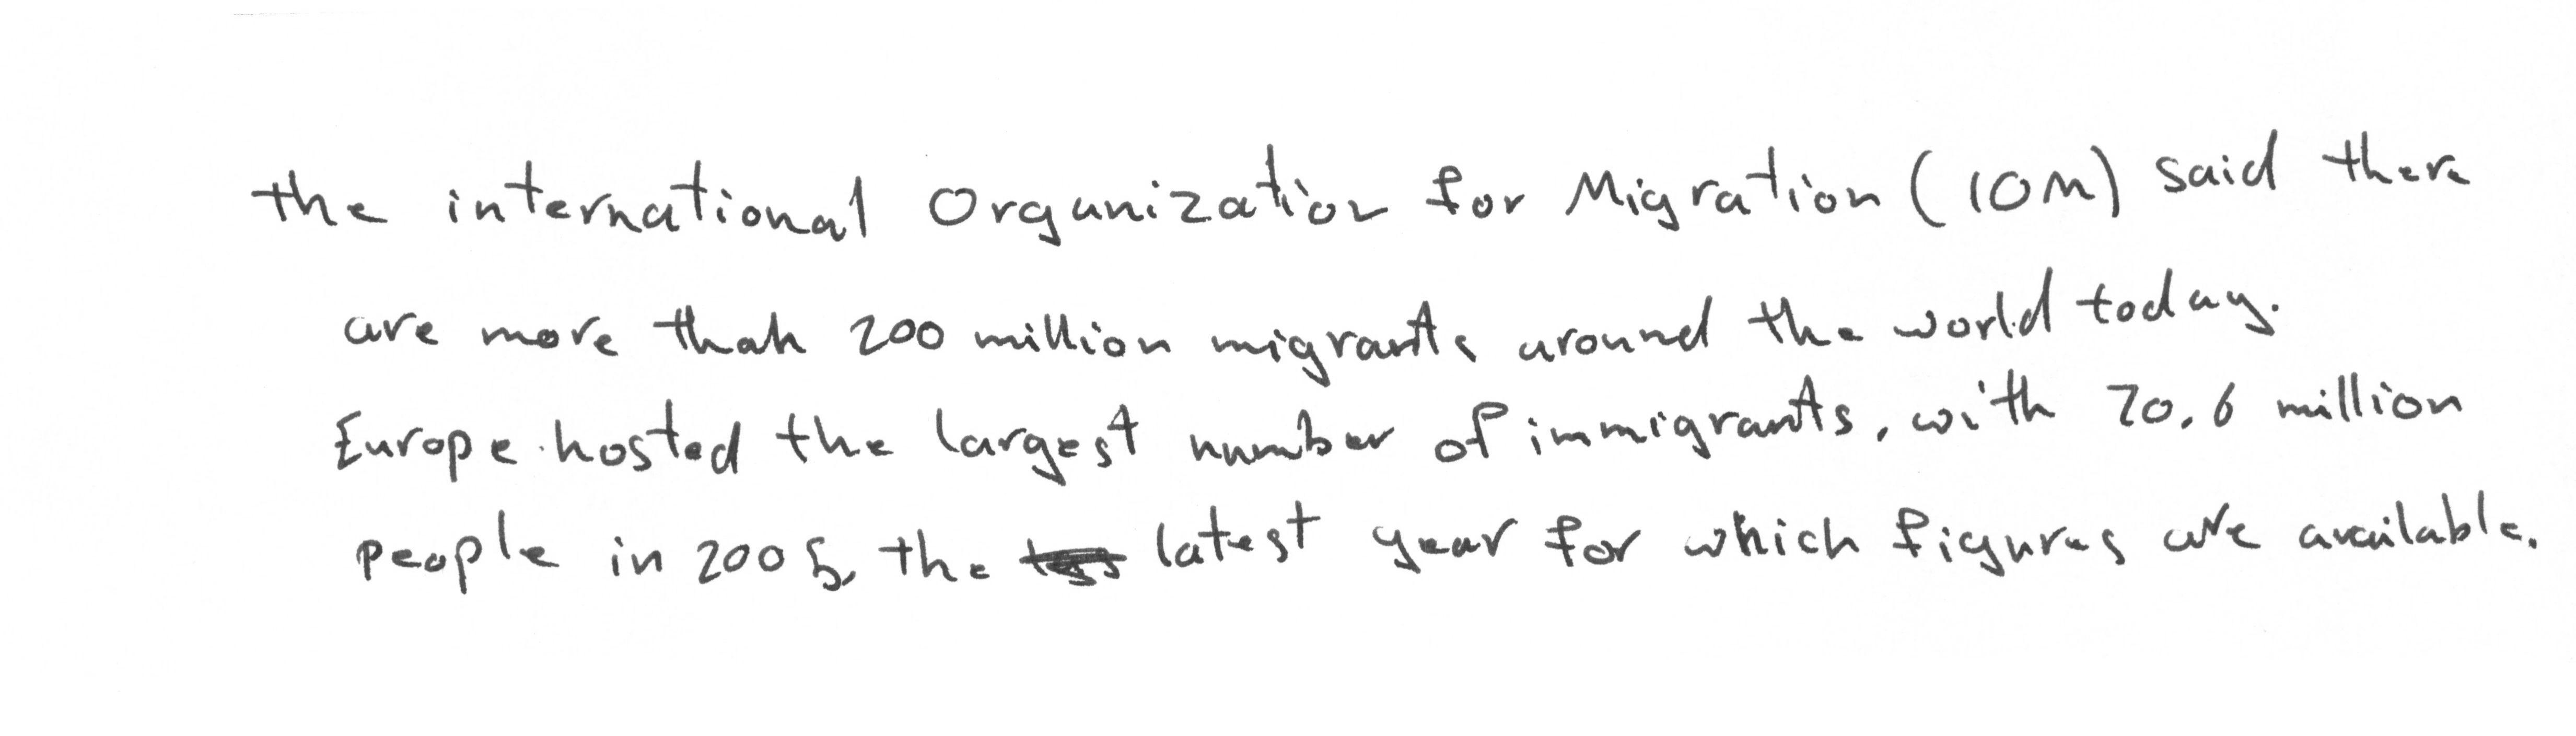 the international Organization for Migration (IOM) said there
are more than 200 million migrants around the world today.
Europe hosted the largest number of immigrants, with 70.6 million
people in 2005, the latest year for which figures are available.